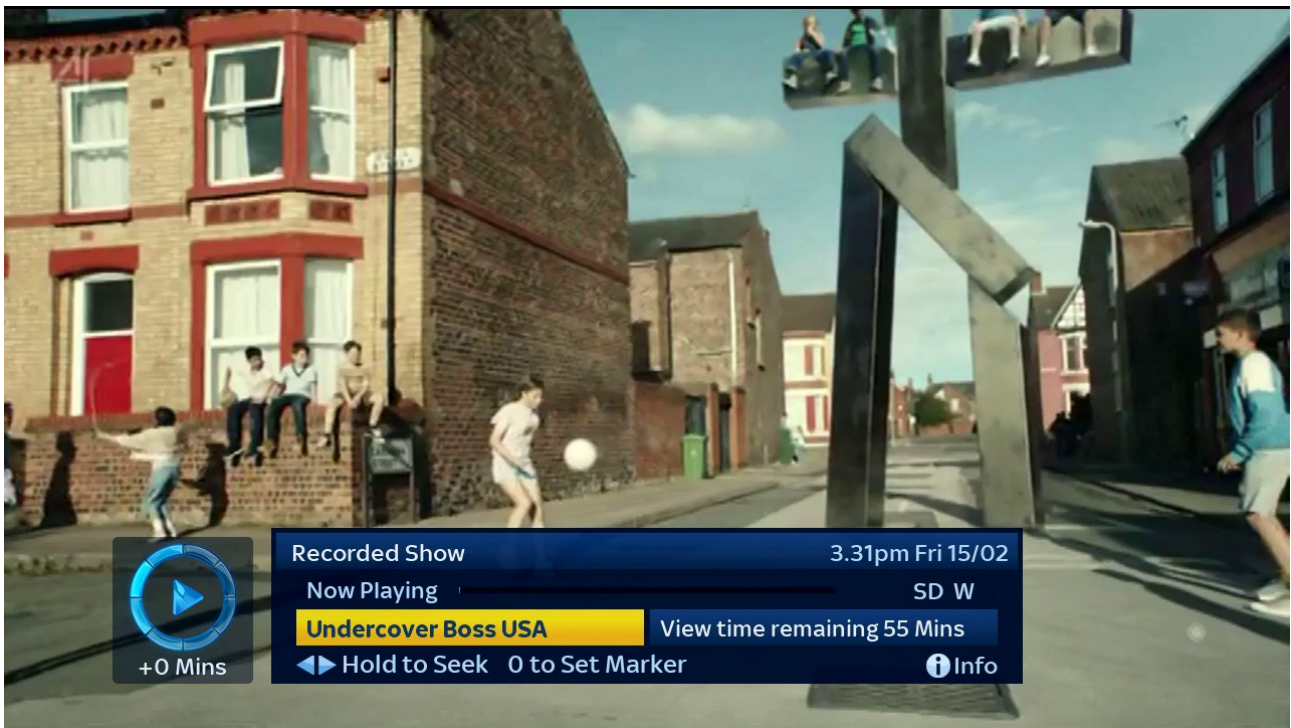 4
Recorded Show 3.31pm Fri 15/02
Now Playing SD W
Undercover Boss USA View time remaining 55 Mins
+0 Mins Hold to Seek 0 to Set Marker i Info